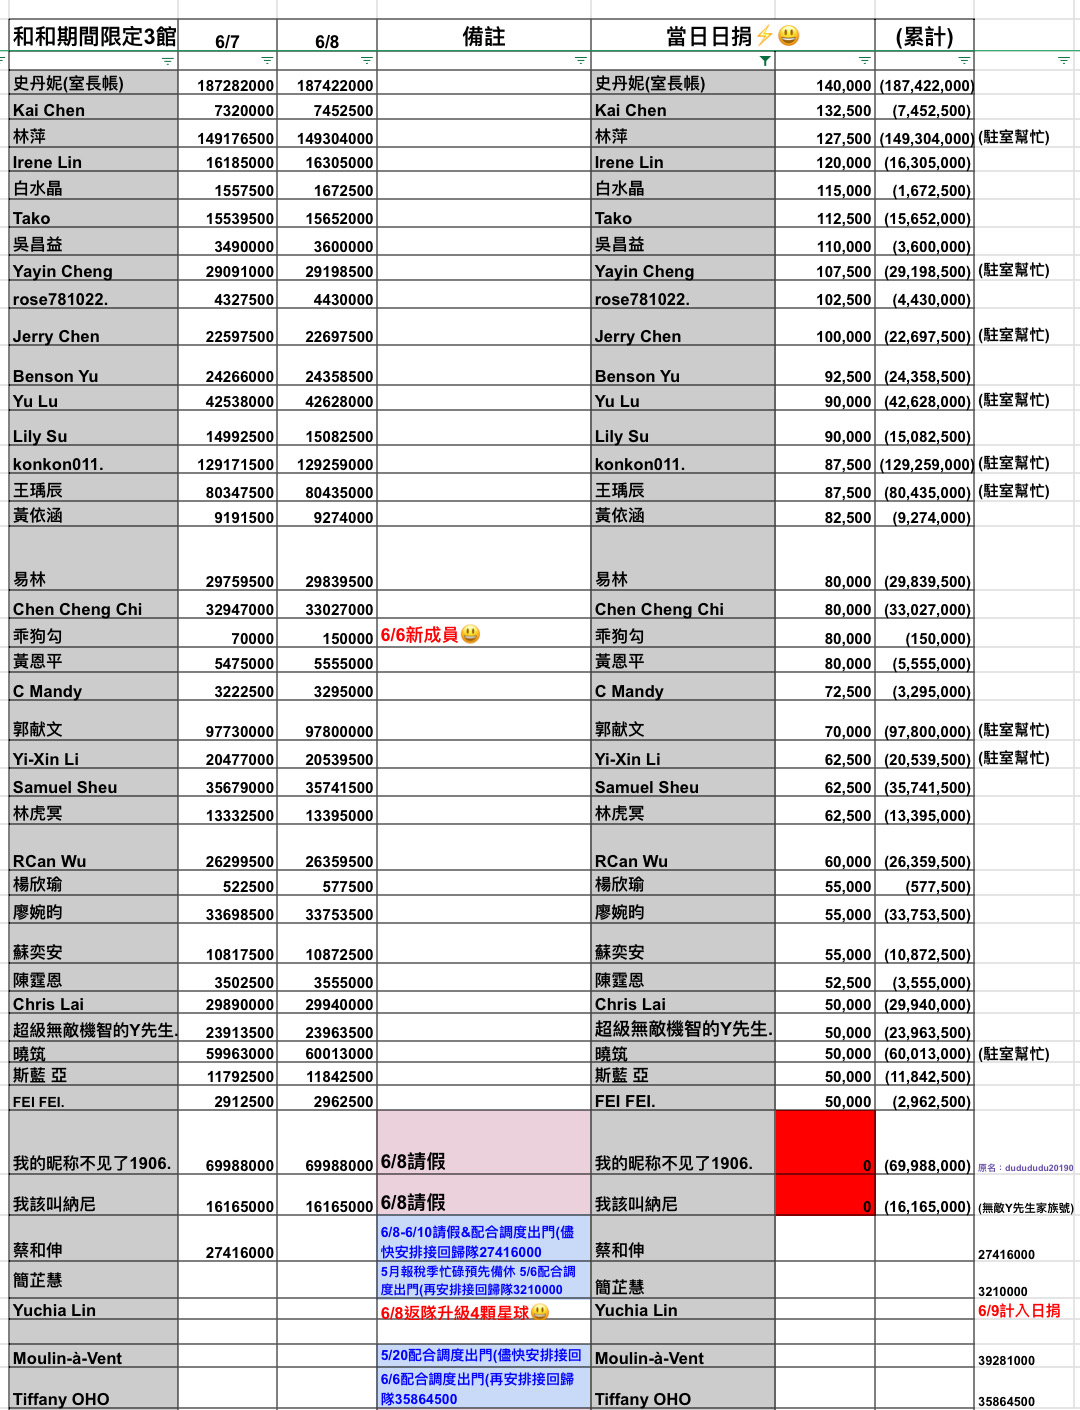 和和期間限定3館 6/7 6/8 備註 當日日捐⚡😃 (累計)
史丹妮(室長帳) 187282000 187422000 史丹妮(室長帳) 140,000 (187,422,000)
Kai Chen 7320000 7452500 Kai Chen 132,500 (7,452,500)
林萍 149176500 149304000 林萍 127,500 (149,304,000) (駐室幫忙)
Irene Lin 16185000 16305000 Irene Lin 120,000 (16,305,000)
白水晶 1557500 1672500 白水晶 115,000 (1,672,500)
Tako 15539500 15652000 Tako 112,500 (15,652,000)
吳昌益 3490000 3600000 吳昌益 110,000 (3,600,000)
Yayin Cheng 29091000 29198500 Yayin Cheng 107,500 (29,198,500) (駐室幫忙)
rose781022. 4327500 4430000 rose781022. 102,500 (4,430,000)
Jerry Chen 22597500 22697500 Jerry Chen 100,000 (22,697,500) (駐室幫忙)
Benson Yu 24266000 24358500 Benson Yu 92,500 (24,358,500)
Yu Lu 42538000 42628000 Yu Lu 90,000 (42,628,000) (駐室幫忙)
Lily Su 14992500 15082500 Lily Su 90,000 (15,082,500)
konkon011. 129171500 129259000 konkon011. 87,500 (129,259,000) (駐室幫忙)
王瑀辰 80347500 80435000 王瑀辰 87,500 (80,435,000) (駐室幫忙)
黃依涵 9191500 9274000 黃依涵 82,500 (9,274,000)
易林 29759500 29839500 易林 80,000 (29,839,500)
Chen Cheng Chi 32947000 33027000 Chen Cheng Chi 80,000 (33,027,000)
乖狗勾 70000 150000 6/6新成員😃 乖狗勾 80,000 (150,000)
黃恩平 5475000 5555000 黃恩平 80,000 (5,555,000)
C Mandy 3222500 3295000 C Mandy 72,500 (3,295,000)
郭献文 97730000 97800000 郭献文 70,000 (97,800,000) (駐室幫忙)
Yi-Xin Li 20477000 20539500 Yi-Xin Li 62,500 (20,539,500) (駐室幫忙)
Samuel Sheu 35679000 35741500 Samuel Sheu 62,500 (35,741,500)
林虎冥 13332500 13395000 林虎冥 62,500 (13,395,000)
RCan Wu 26299500 26359500 RCan Wu 60,000 (26,359,500)
楊欣瑜 522500 577500 楊欣瑜 55,000 (577,500)
廖婉昀 33698500 33753500 廖婉昀 55,000 (33,753,500)
蘇奕安 10817500 10872500 蘇奕安 55,000 (10,872,500)
陳霆恩 3502500 3555000 陳霆恩 52,500 (3,555,000)
Chris Lai 29890000 29940000 Chris Lai 50,000 (29,940,000)
超級無敵機智的Y先生. 23913500 23963500 超級無敵機智的Y先生. 50,000 (23,963,500)
曉筑 59963000 60013000 曉筑 50,000 (60,013,000) (駐室幫忙)
斯藍 亞 11792500 11842500 斯藍 亞 50,000 (11,842,500)
FEI FEI. 2912500 2962500 FEI FEI. 50,000 (2,962,500)
我的昵称不见了1906. 69988000 69988000 6/8請假 我的昵称不见了1906. 0 (69,988,000) 原名：dudududu20190
我該叫納尼 16165000 16165000 6/8請假 我該叫納尼 0 (16,165,000) (無敵Y先生家族號)
6/8-6/10請假&配合調度出門(儘
蔡和伸 27416000 快安排接回歸隊27416000 蔡和伸 27416000
5月報稅季忙碌預先備休 5/6配合調
簡芷慧 度出門(再安排接回歸隊3210000 簡芷慧 3210000
Yuchia Lin 6/8返隊升級4顆星球😃 Yuchia Lin 6/9計入日捐
Moulin-à-Vent 5/20配合調度出門(儘快安排接回 Moulin-à-Vent 39281000
6/6配合調度出門(再安排接回歸
Tiffany OHO 隊35864500 Tiffany OHO 35864500